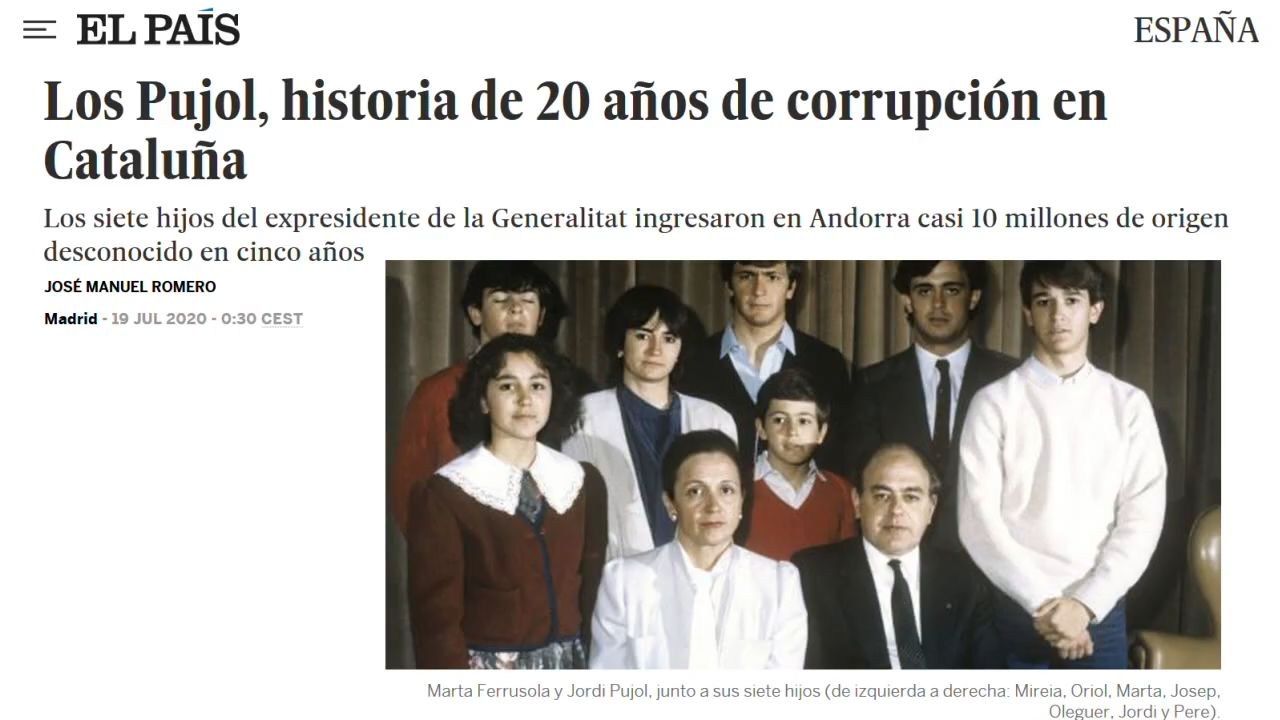 EL PAÍS
ESPAÑA
Los Pujol, historia de 20 años de corrupción en
Cataluña
Los siete hijos del expresidente de la Generalitat ingresaron en Andorra casi 10 millones de origen
desconocido en cinco años
JOSÉ MANUEL ROMERO
Madrid - 19 JUL 2020 - 0:30 CEST
Marta Ferrusola y Jordi Pujol, junto a sus siete hijos (de izquierda a derecha: Mireia, Oriol, Marta, Josep,
Oleguer, Jordi y Pere).